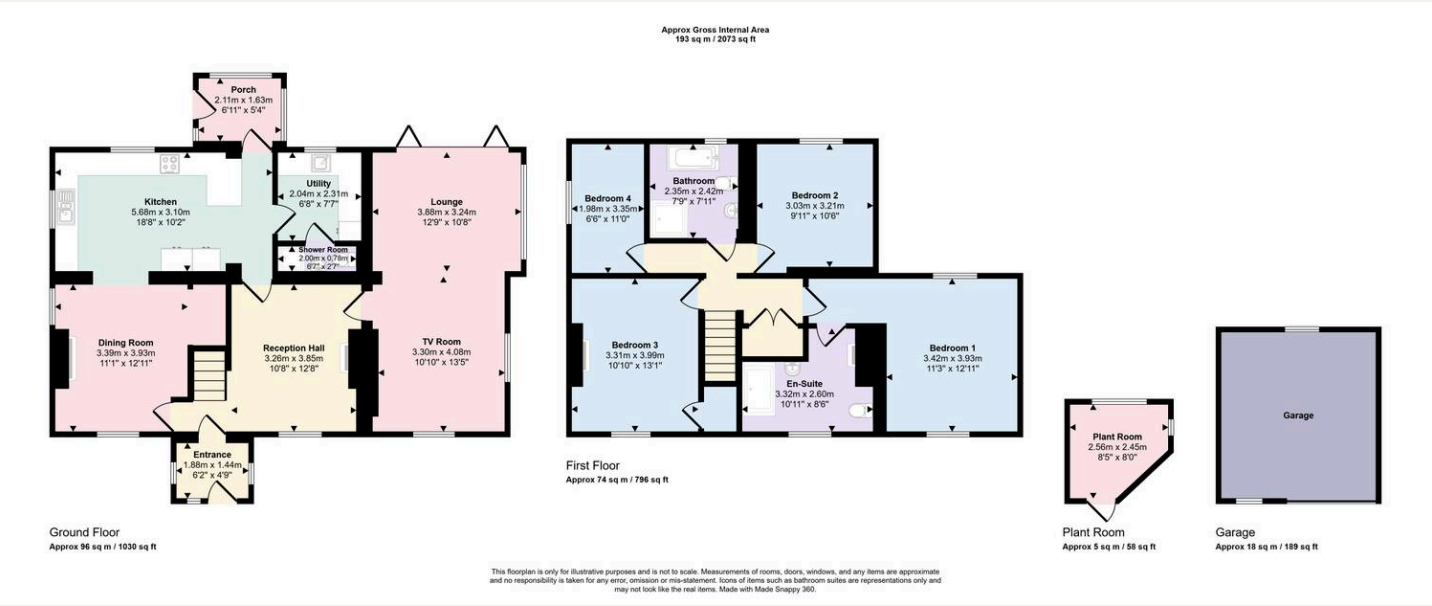 Approx Gross Internal Area
193 sq m / 2073 sq ft
Porch
2.11m x 1.63m
6'11" x 5'4"
Kitchen
5.68m x 3.10m
18'8" x 10'2"
Utility
2.04m x 2.31m
6'8" x 7'7"
Shower Room
2.00m x 0.78m
6'7" x 2'7"
Lounge
3.88m x 3.24m
12'9" x 10'8"
Dining Room
3.39m x 3.93m
11'1" x 12'11"
Reception Hall
3.26m x 3.85m
10'8" x 12'8"
TV Room
3.30m x 4.08m
10'10" x 13'5"
Entrance
1.88m x 1.44m
6'2" x 4'9"
Ground Floor
Approx 96 sq m / 1030 sq ft
Bedroom 4
1.98m x 3.35m
6'6" x 11'0"
Bathroom
2.35m x 2.42m
7'9" x 7'11"
Bedroom 2
3.03m x 3.21m
9'11" x 10'6"
Bedroom 3
3.31m x 3.99m
10'10" x 13'1"
En-Suite
3.32m x 2.60m
10'11" x 8'6"
Bedroom 1
3.42m x 3.93m
11'3" x 12'11"
First Floor
Approx 74 sq m / 796 sq ft
Plant Room
2.56m x 2.45m
8'5" x 8'0"
Plant Room
Approx 5 sq m / 58 sq ft
Garage
Garage
Approx 18 sq m / 189 sq ft
This floorplan is only for illustrative purposes and is not to scale. Measurements of rooms, doors, windows, and any items are approximate
and no responsibility is taken for any error, omission or mis-statement. Icons of items such as bathroom suites are representations only and
may not look like the real items. Made with Made Snappy 360.